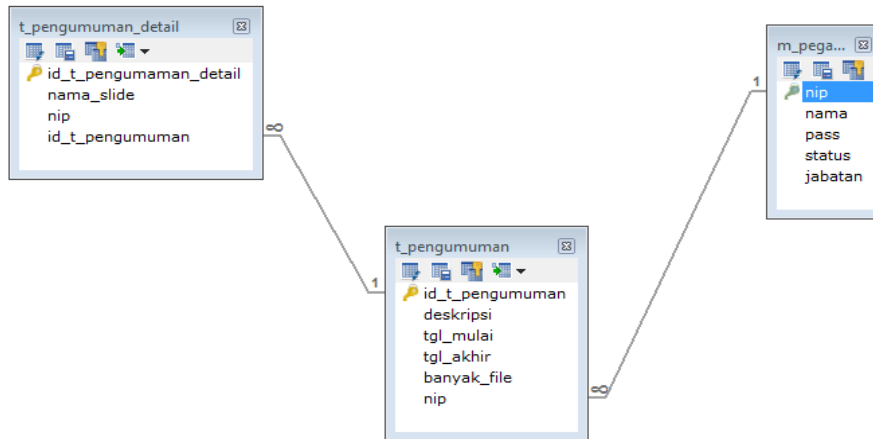 t_pengumuman_detail
id_t_pengumaman_detail
nama_slide
nip
id_t_pengumuman
∞
1
t_pengumuman
id_t_pengumuman
deskripsi
tgl_mulai
tgl_akhir
banyak_file
nip
∞
1
m_pega...
nip
nama
pass
status
jabatan